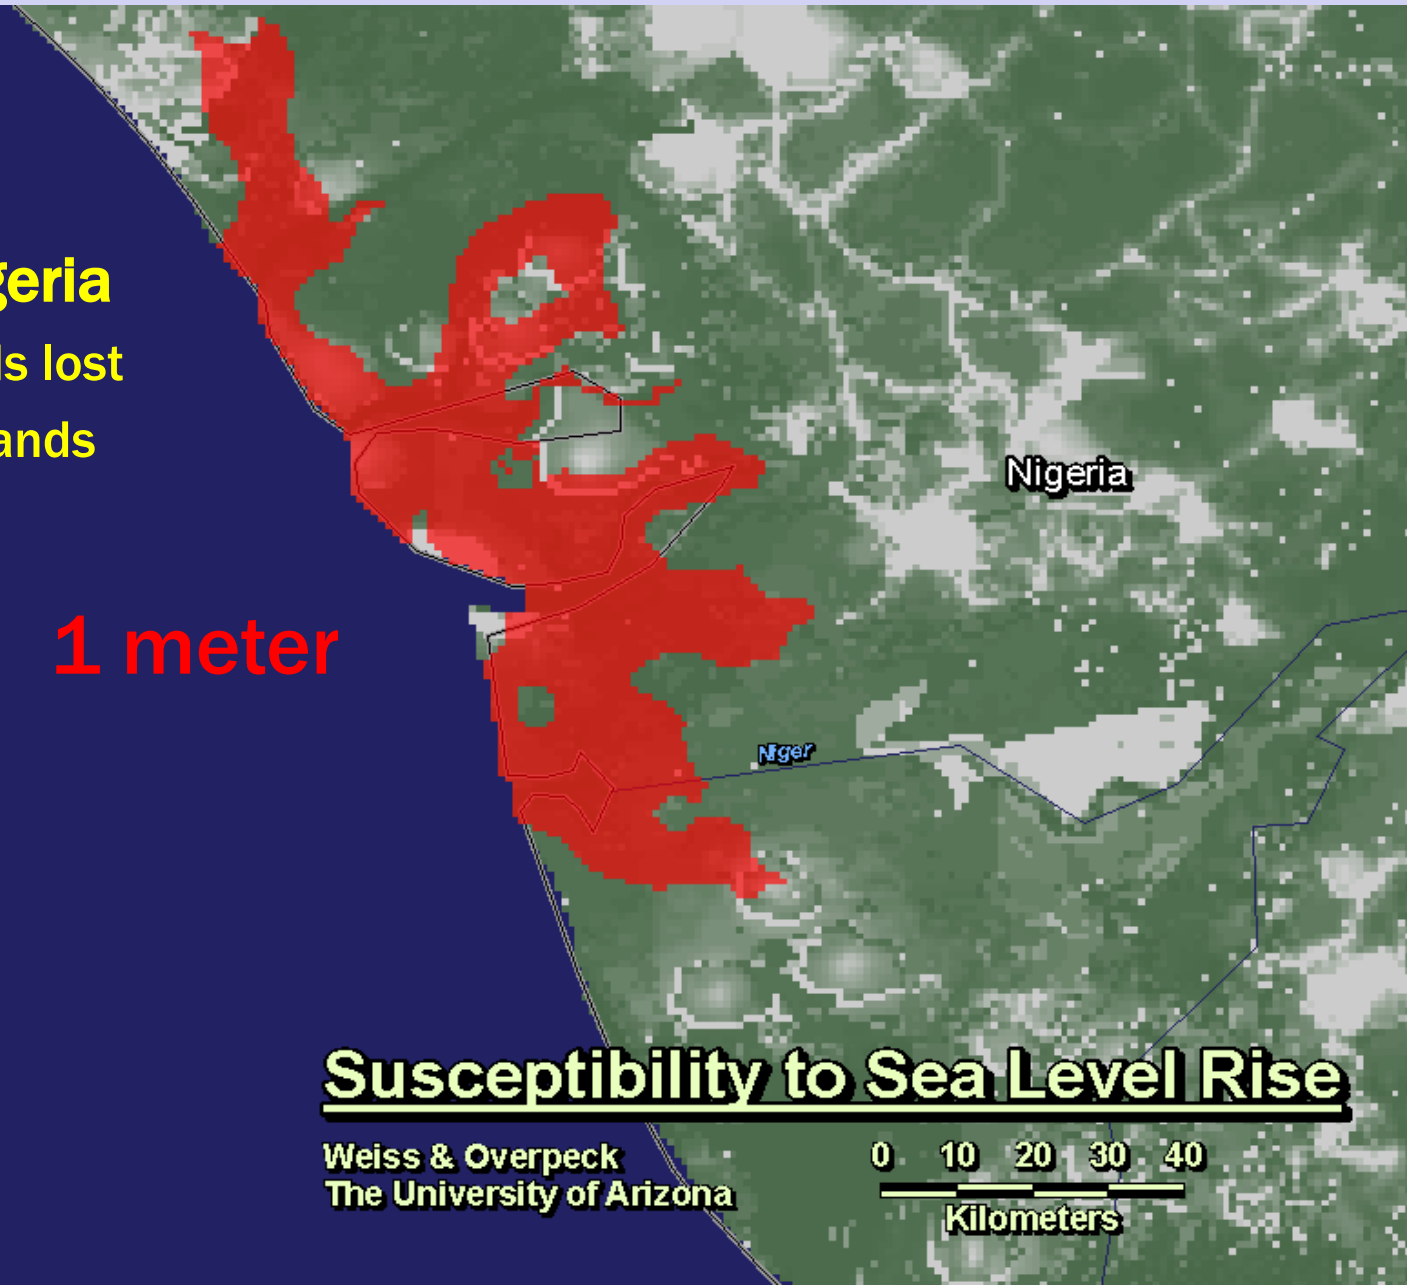 geria
ls lost
ands
Nigeria
1 meter
Niger
Susceptibility to Sea Level Rise
Weiss & Overpeck
The University of Arizona
0 10 20 30 40
Kilometers